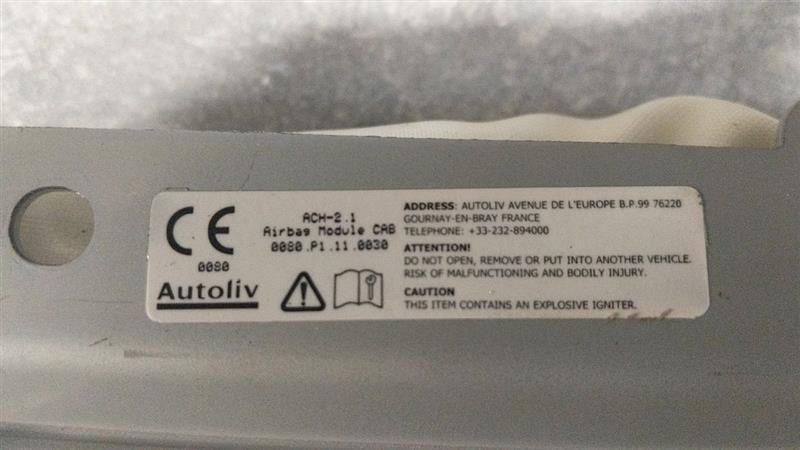 CE
0080
Autoliv
ACH-2.1
Airbag Module CAB
0080.P1.11.0030
ADDRESS: AUTOLIV AVENUE DE L'EUROPE B.P.99 76220
GOURNAY-EN-BRAY FRANCE
TELEPHONE: +33-232-894000
ATTENTION!
DO NOT OPEN, REMOVE OR PUT INTO ANOTHER VEHICLE.
RISK OF MALFUNCTIONING AND BODILY INJURY.
CAUTION
THIS ITEM CONTAINS AN EXPLOSIVE IGNITER.